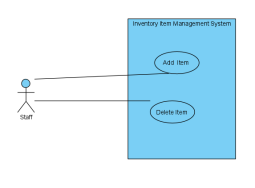 Inventory Item Management System
Add Item
Delete Item
Staff